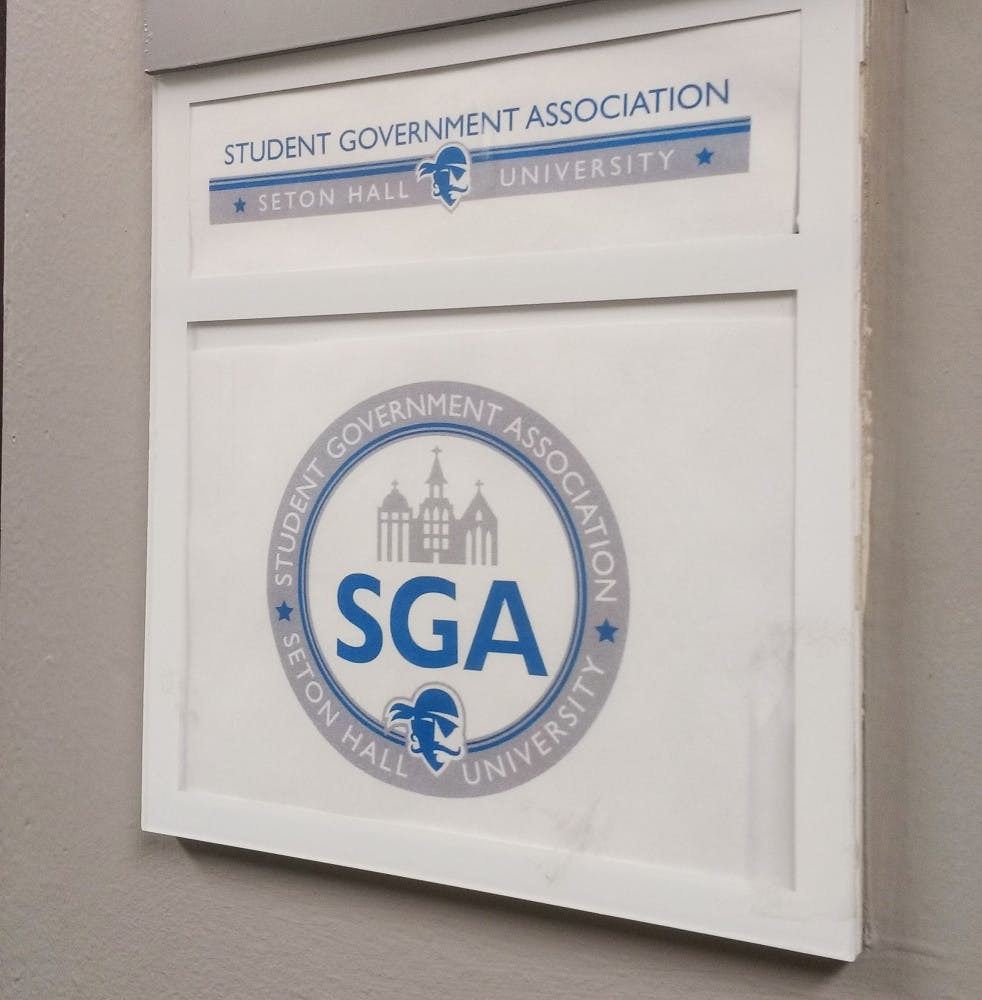 STUDENT GOVERNMENT ASSOCIATION
SETON HALL UNIVERSITY
STUDENT GOVERNMENT ASSOCIATION
SGA
SETON HALL UNIVERSITY